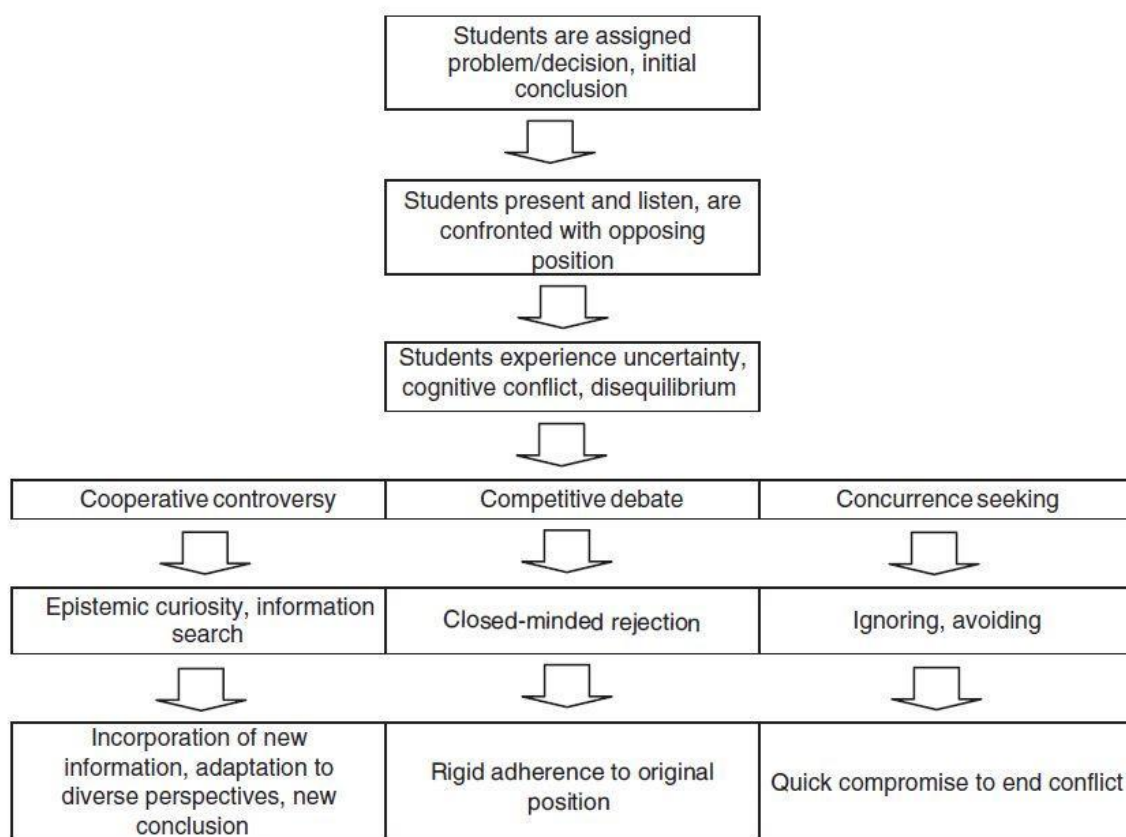 Students are assigned
problem/decision, initial
conclusion
Students present and listen, are
confronted with opposing
position
Students experience uncertainty,
cognitive conflict, disequilibrium
Cooperative controversy
Competitive debate
Concurrence seeking
Epistemic curiosity, information
search
Closed-minded rejection
Ignoring, avoiding
Incorporation of new
information, adaptation to
diverse perspectives, new
conclusion
Rigid adherence to original
position
Quick compromise to end conflict